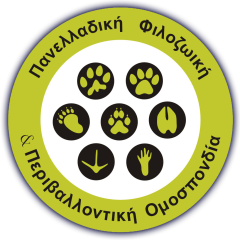 Πανελλαδική Φιλοζωική
& Περιβαλλοντική Ομοσπονδία